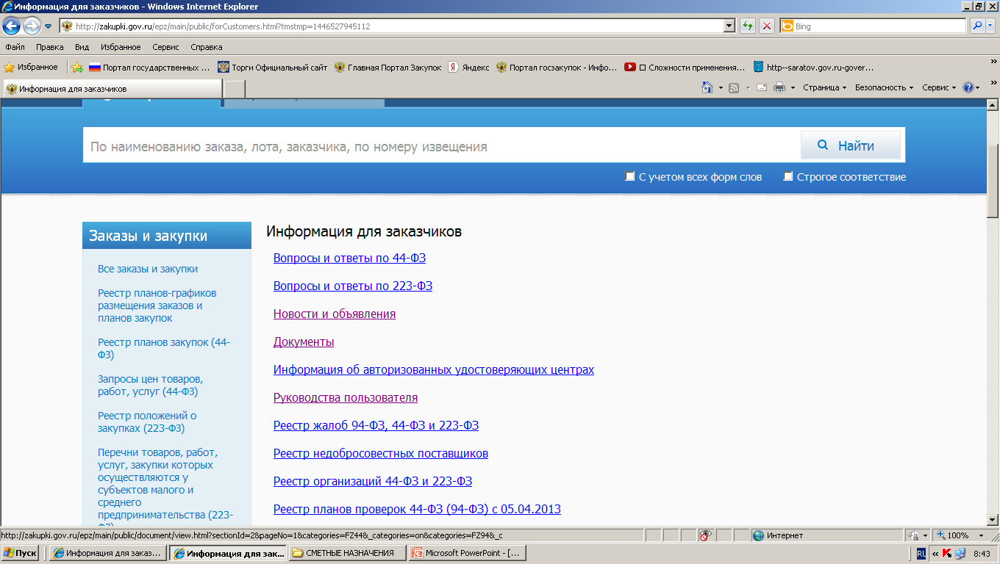 Информация для заказчиков - Windows Internet Explorer
http://zakupki.gov.ru/epz/main/public/forCustomers.html?tmstmp=1446527945112
Bing
Файл Правка Вид Избранное Сервис Справка
Избранное Портал государственных ... Торги Официальный сайт Главная Портал Закупок Яндекс Портал госзакупок - Инфо... Сложности применения... http--saratov.gov.ru-gover...
Информация для заказчиков
Страница Безопасность Сервис
По наименованию заказа, лота, заказчика, по номеру извещения
Найти
С учетом всех форм слов Строгое соответствие
Заказы и закупки
Все заказы и закупки
Реестр планов-графиков
размещения заказов и
планов закупок
Реестр планов закупок (44-
ФЗ)
Запросы цен товаров,
работ, услуг (44-ФЗ)
Реестр положений о
закупках (223-ФЗ)
Перечни товаров, работ,
услуг, закупки которых
осуществляются у
субъектов малого и
среднего
предпринимательства (223-
Информация для заказчиков
Вопросы и ответы по 44-ФЗ
Вопросы и ответы по 223-ФЗ
Новости и объявления
Документы
Информация об авторизованных удостоверяющих центрах
Руководства пользователя
Реестр жалоб 94-ФЗ, 44-ФЗ и 223-ФЗ
Реестр недобросовестных поставщиков
Реестр организаций 44-ФЗ и 223-ФЗ
Реестр планов проверок 44-ФЗ (94-ФЗ) с 05.04.2013
http://zakupki.gov.ru/epz/main/public/document/view.html?sectionId=2&pageNo=1&categories=FZ44&_categories=on&categories=FZ94&_c
Интернет
100%
Пуск Информация для заказ... Информация для зак... СМЕТНЫЕ НАЗНАЧЕНИЯ Microsoft PowerPoint - [... RL 8:43